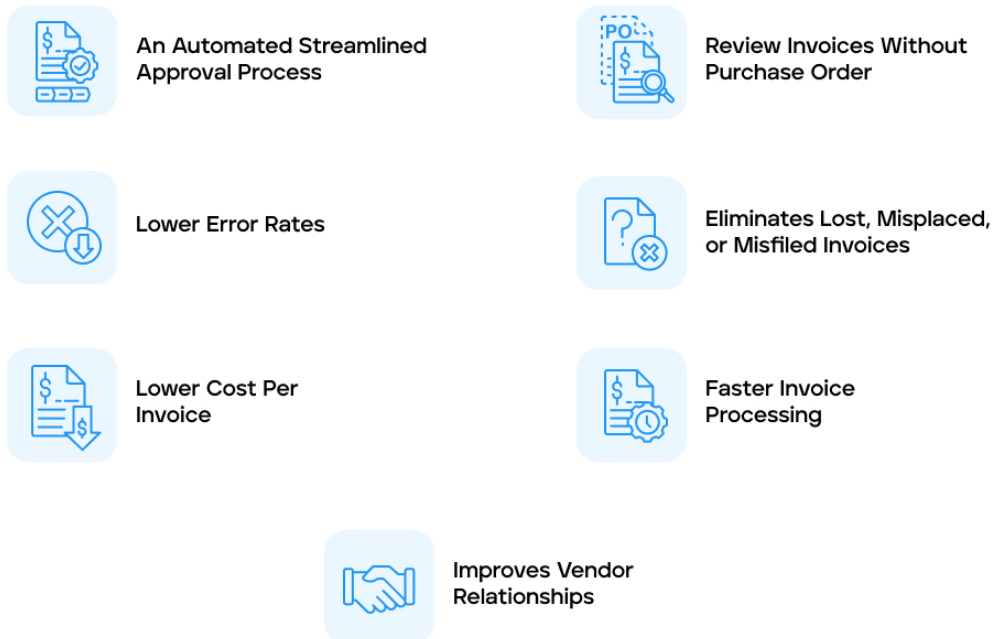 An Automated Streamlined
Approval Process
PO
Review Invoices Without
Purchase Order
Lower Error Rates
Eliminates Lost, Misplaced,
or Misfiled Invoices
Lower Cost Per
Invoice
Faster Invoice
Processing
Improves Vendor
Relationships